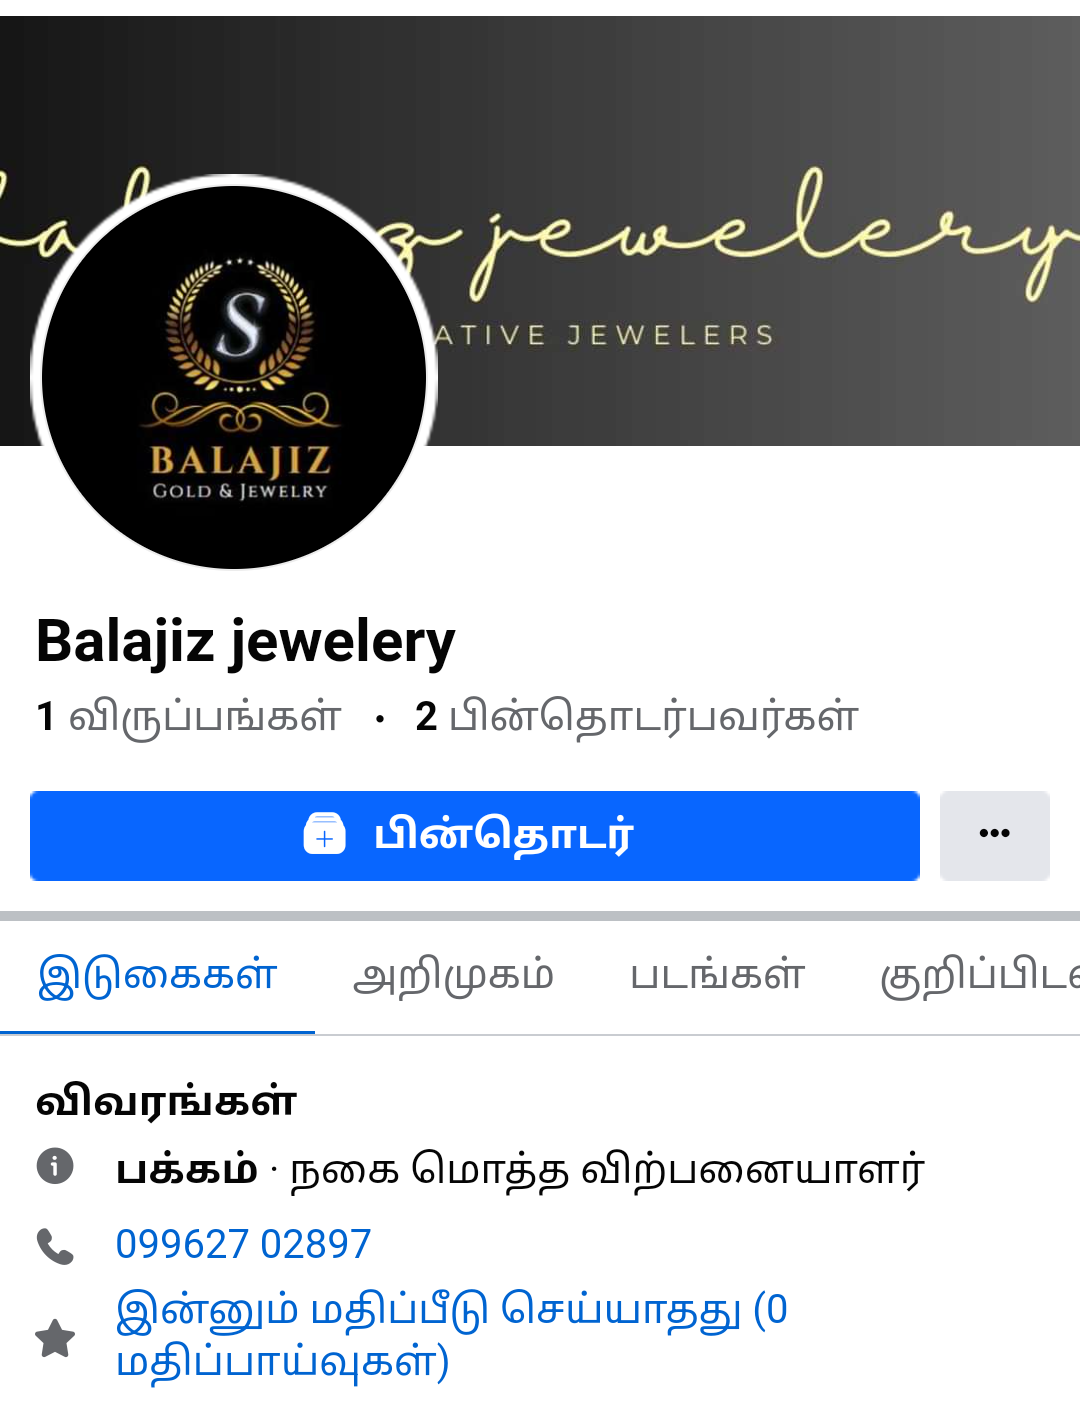 jewelery
ATIVE JEWELERS
S
BALAJIZ
GOLD & JEWELRY
Balajiz jewelery
1 விருப்பங்கள் · 2 பின்தொடர்பவர்கள்
பின்தொடர்
இடுகைகள் அறிமுகம் படங்கள்
விவரங்கள்
பக்கம் · நகை மொத்த விற்பனையாளர்
099627 02897
இன்னும் மதிப்பீடு செய்யாதது (0
மதிப்பாய்வுகள்)